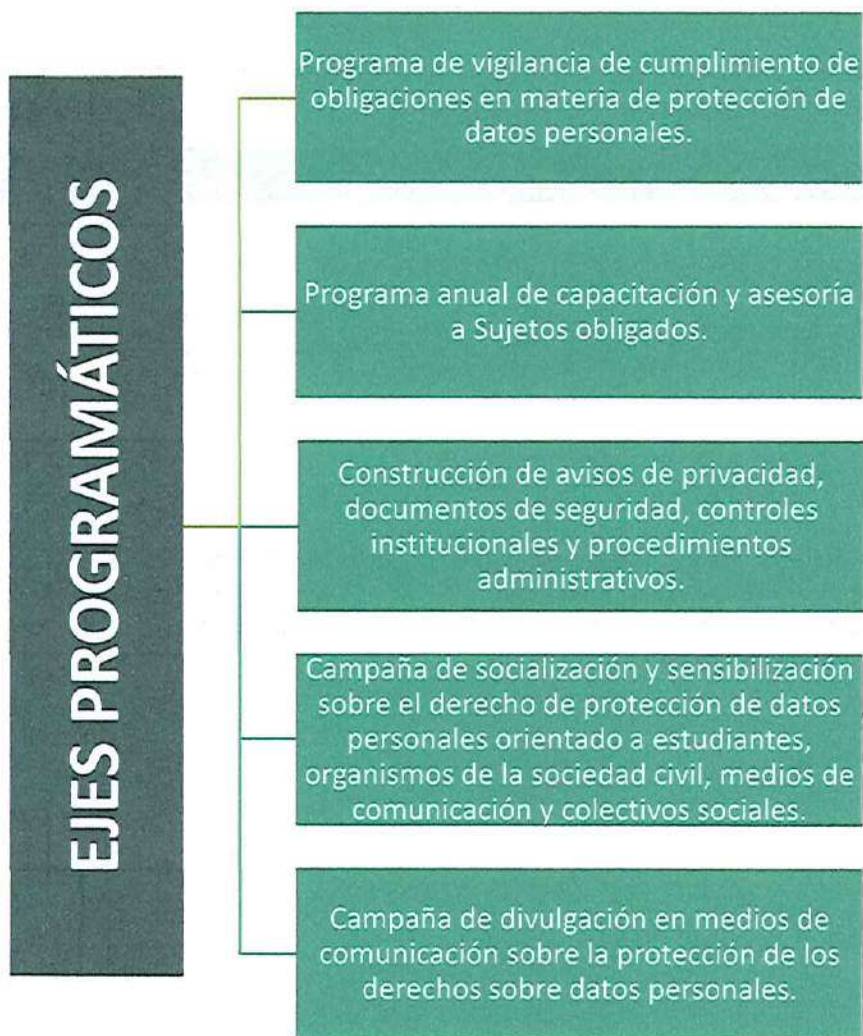 EJES PROGRAMÁTICOS
Programa de vigilancia de cumplimiento de
obligaciones en materia de protección de
datos personales.
Programa anual de capacitación y asesoría
a Sujetos obligados.
Construcción de avisos de privacidad,
documentos de seguridad, controles
institucionales y procedimientos
administrativos.
Campaña de socialización y sensibilización
sobre el derecho de protección de datos
personales orientado a estudiantes,
organismos de la sociedad civil, medios de
comunicación y colectivos sociales.
Campaña de divulgación en medios de
comunicación sobre la protección de los
derechos sobre datos personales.